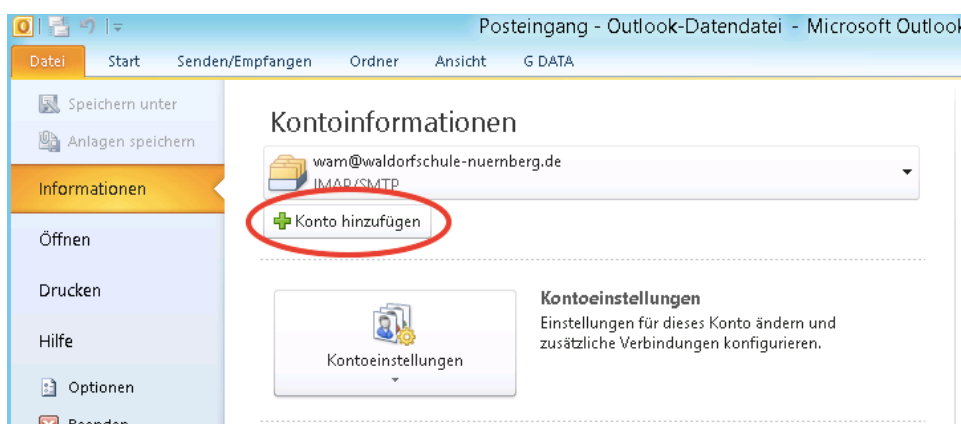 Posteingang - Outlook-Datendatei - Microsoft Outlook
Datei Start Senden/Empfangen Ordner Ansicht G DATA
Speichern unter
Anlagen speichern
Informationen
Öffnen
Drucken
Hilfe
Optionen
Beenden
Kontoinformationen
wam@waldorfschule-nuernberg.de
IMAP/SMTP
Konto hinzufügen
Kontoeinstellungen
Kontoeinstellungen
Einstellungen für dieses Konto ändern und
zusätzliche Verbindungen konfigurieren.